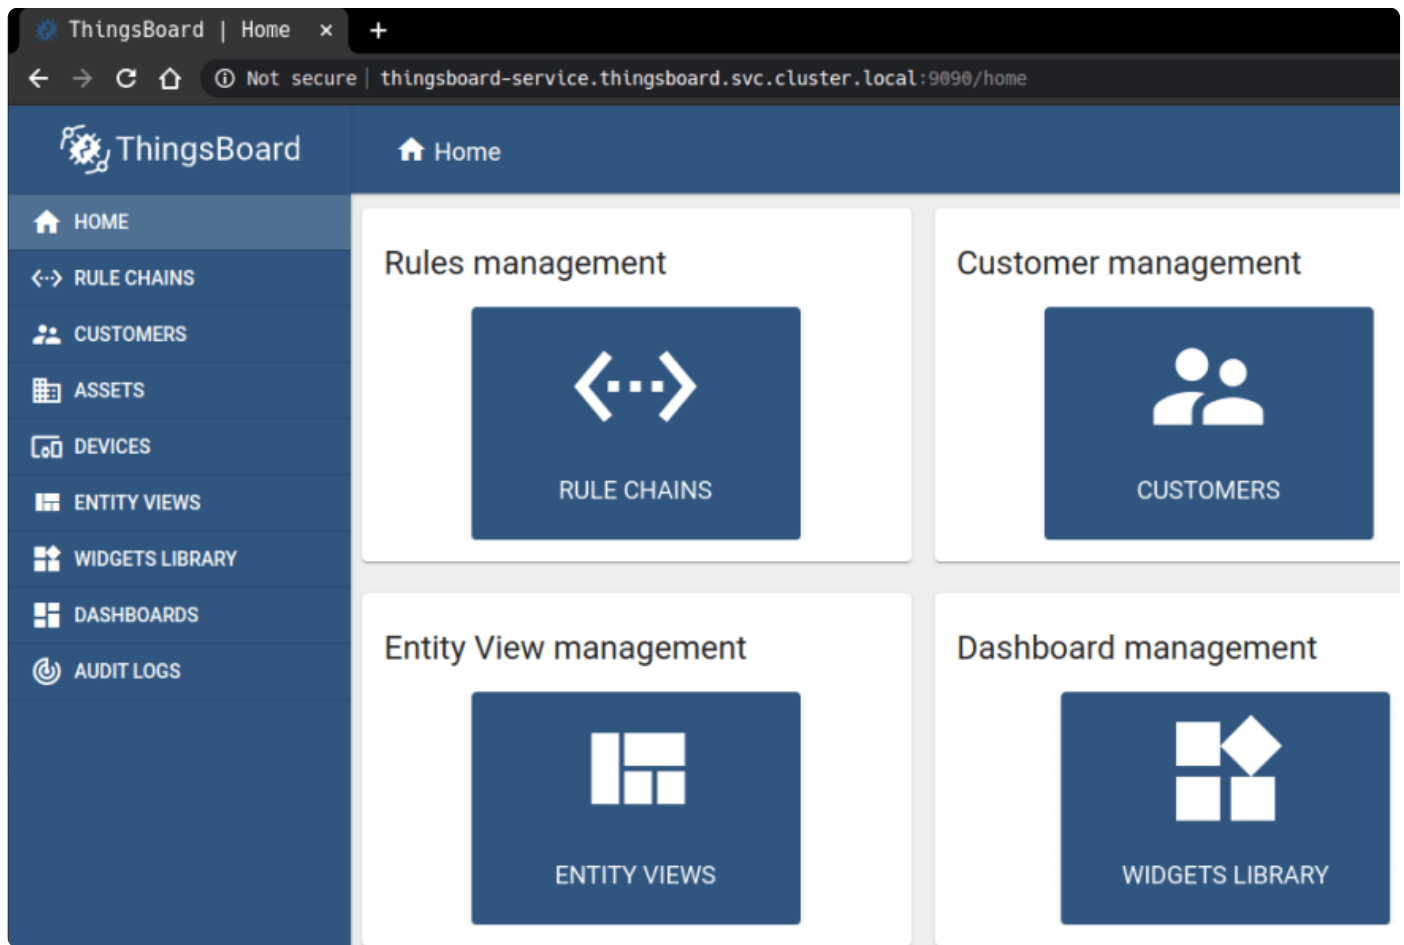 ThingsBoard | Home
Not secure | thingsboard-service.thingsboard.svc.cluster.local:9090/home
ThingsBoard
Home
HOME
RULE CHAINS
CUSTOMERS
ASSETS
DEVICES
ENTITY VIEWS
WIDGETS LIBRARY
DASHBOARDS
AUDIT LOGS
Rules management
RULE CHAINS
Customer management
CUSTOMERS
Entity View management
ENTITY VIEWS
Dashboard management
WIDGETS LIBRARY